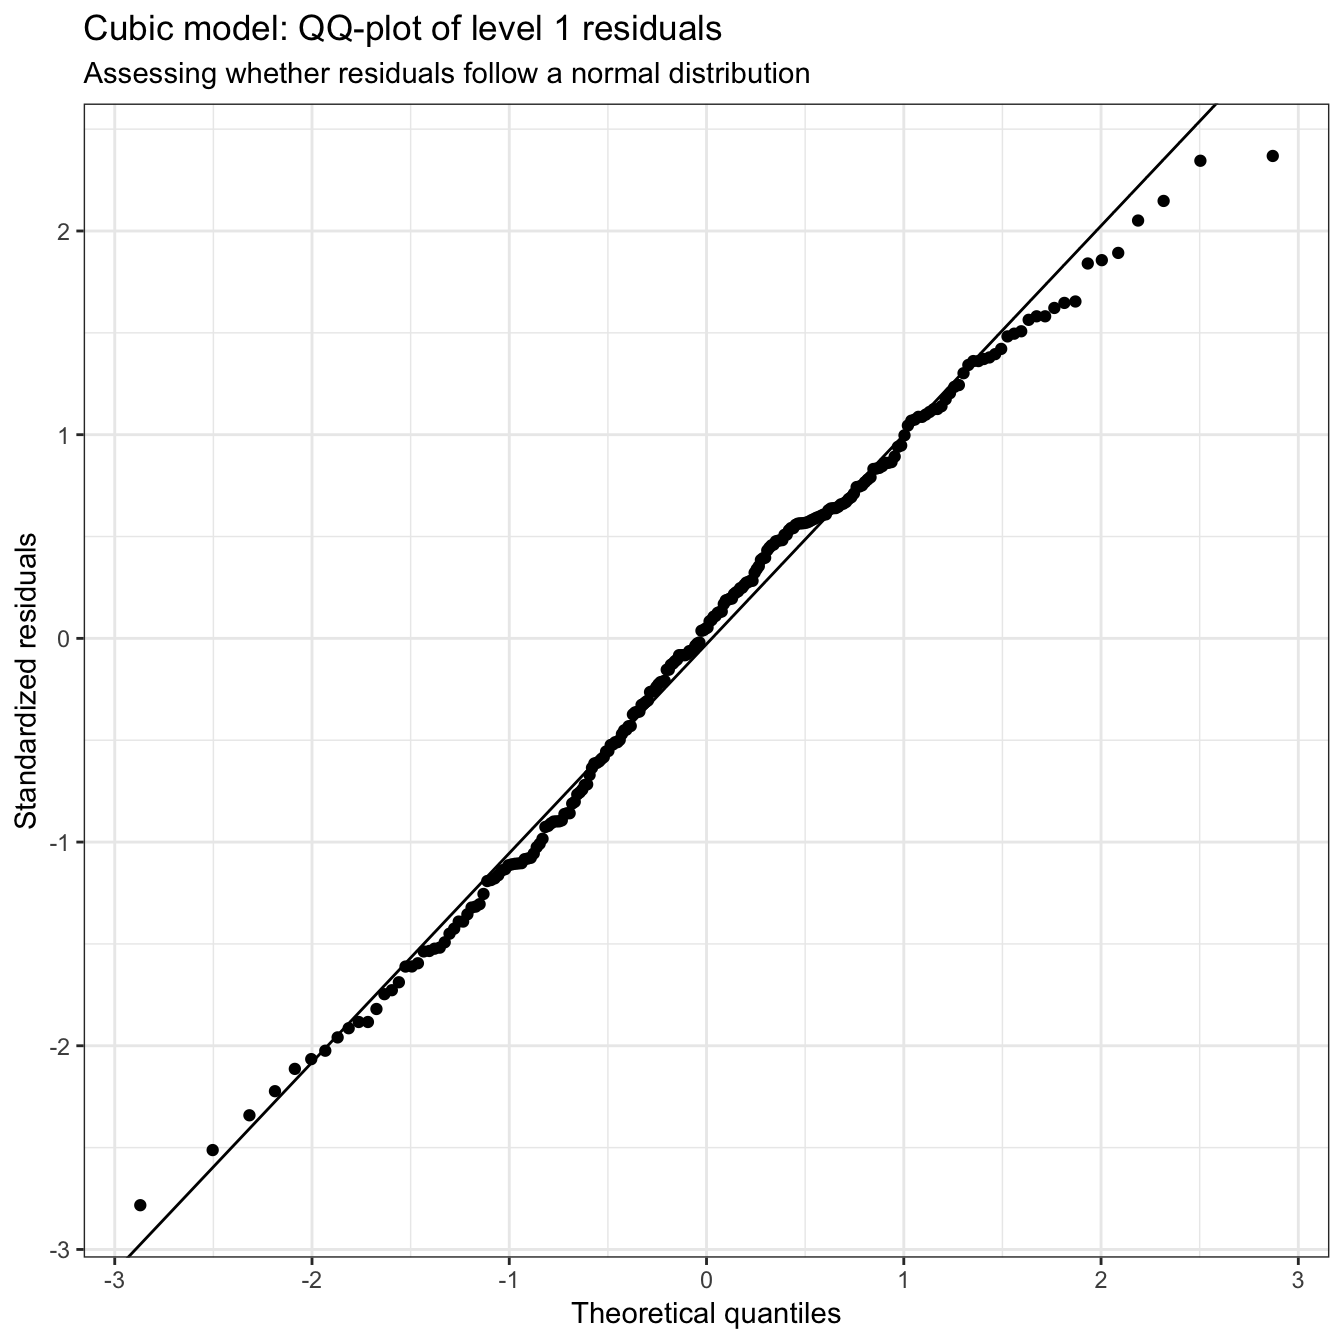 Cubic model: QQ-plot of level 1 residuals
Assessing whether residuals follow a normal distribution
2
1
0
-1
-2
-3
Standardized residuals
-3 -2 -1 0 1 2 3
Theoretical quantiles